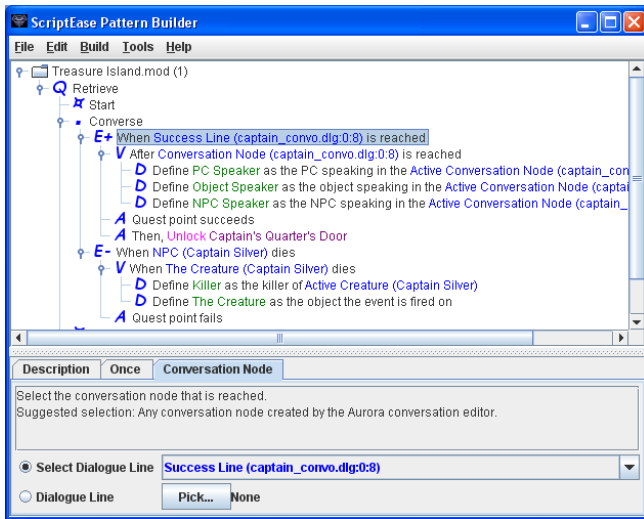 ScriptEase Pattern Builder
File Edit Build Tools Help
Treasure Island.mod (1)
Q Retrieve
Start
Converse
E+ When Success Line (captain_convo.dlg:0:8) is reached
V After Conversation Node (captain_convo.dlg:0:8) is reached
D Define PC Speaker as the PC speaking in the Active Conversation Node (captain_con
D Define Object Speaker as the object speaking in the Active Conversation Node (captai
D Define NPC Speaker as the NPC speaking in the Active Conversation Node (captain_
A Quest point succeeds
A Then, Unlock Captain's Quarter's Door
E- When NPC (Captain Silver) dies
V When The Creature (Captain Silver) dies
D Define Killer as the killer of Active Creature (Captain Silver)
D Define The Creature as the object the event is fired on
A Quest point fails
Description Once Conversation Node
Select the conversation node that is reached.
Suggested selection: Any conversation node created by the Aurora conversation editor.
Select Dialogue Line Success Line (captain_convo.dlg:0:8)
Dialogue Line Pick... None